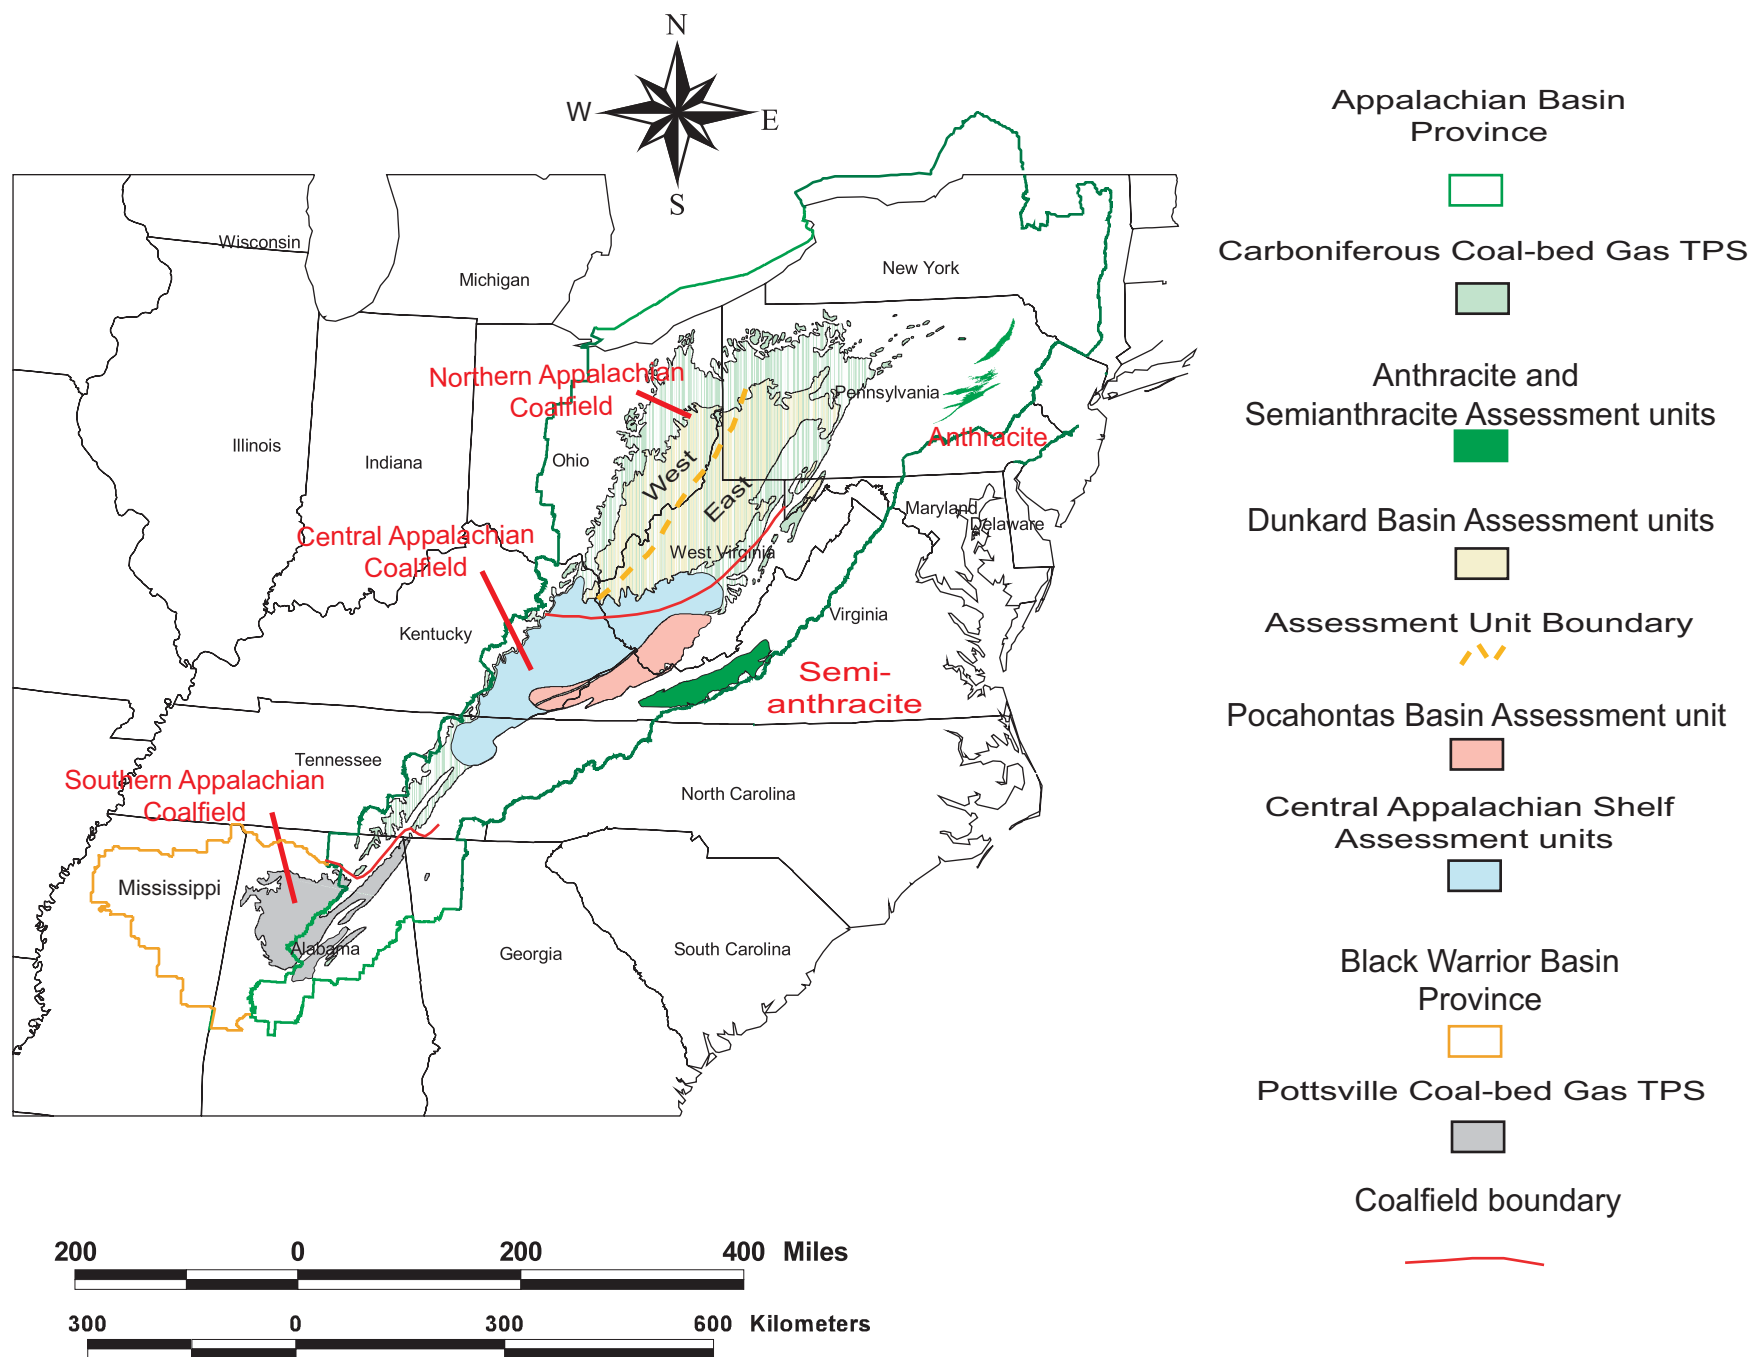 N
W
E
S
Wisconsin
Michigan
New York
Northern Appalachian
Coalfield
Pennsylvania
Anthracite
Illinois
Indiana
Ohio
West
East
Maryland
Delaware
Central Appalachian
Coalfield
West Virginia
Kentucky
Virginia
Semi-
anthracite
Tennessee
Southern Appalachian
Coalfield
North Carolina
Mississippi
Alabama
Georgia
South Carolina
200 0 200 400 Miles
300 0 300 600 Kilometers
Appalachian Basin
Province
Carboniferous Coal-bed Gas TPS
Anthracite and
Semianthracite Assessment units
Dunkard Basin Assessment units
Assessment Unit Boundary
Pocahontas Basin Assessment unit
Central Appalachian Shelf
Assessment units
Black Warrior Basin
Province
Pottsville Coal-bed Gas TPS
Coalfield boundary